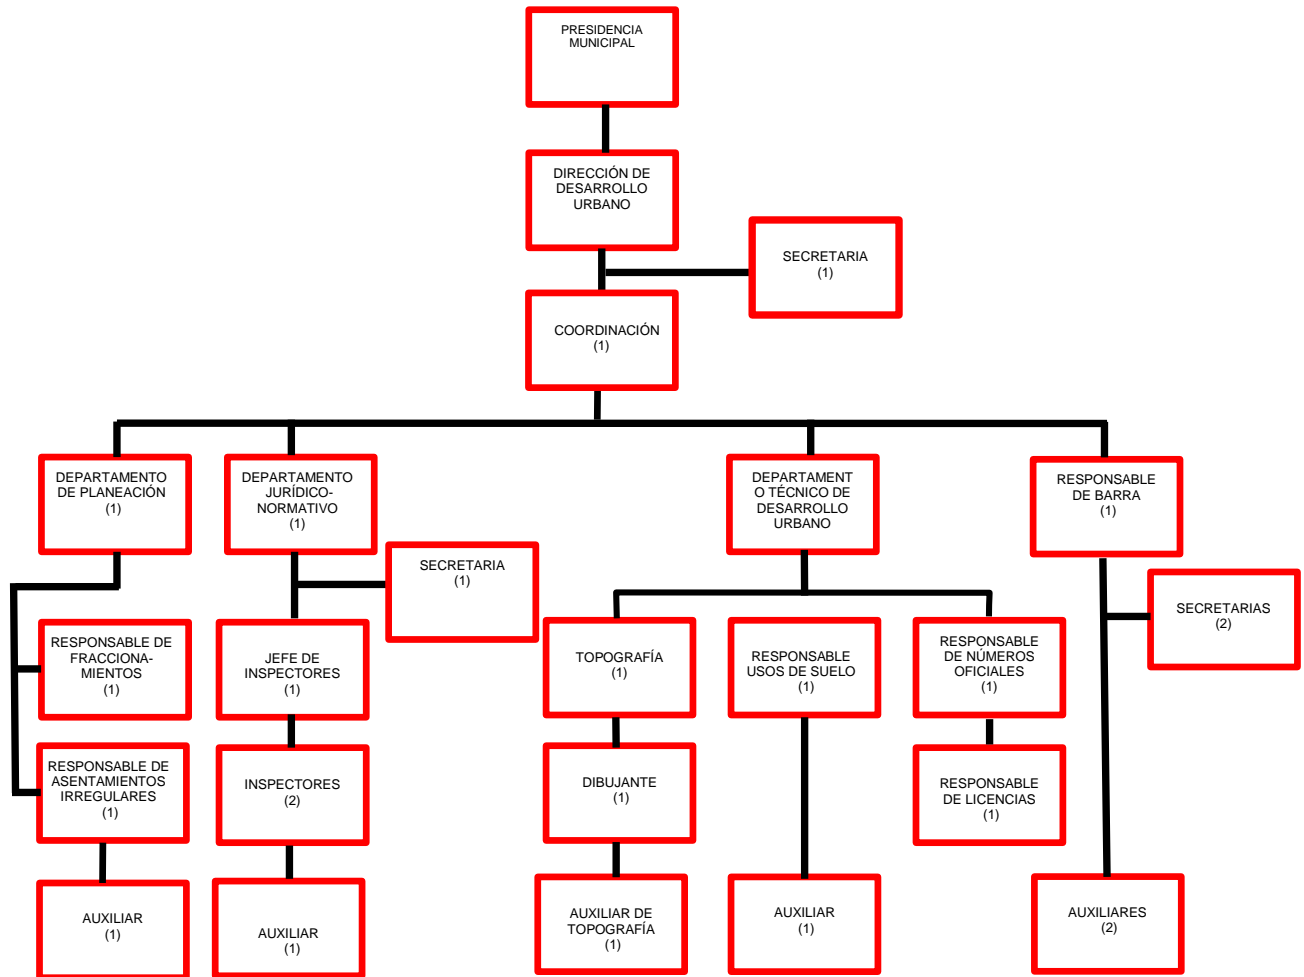 PRESIDENCIA
MUNICIPAL
DIRECCIÓN DE
DESARROLLO
URBANO
SECRETARIA
(1)
COORDINACIÓN
(1)
DEPARTAMENTO
DE PLANEACIÓN
(1)
DEPARTAMENTO
JURÍDICO-
NORMATIVO
(1)
DEPARTAMENT
O TÉCNICO DE
DESARROLLO
URBANO
RESPONSABLE
DE BARRA
(1)
SECRETARIA
(1)
SECRETARIAS
(2)
RESPONSABLE DE
FRACCIONA-
MIENTOS
(1)
JEFE DE
INSPECTORES
(1)
TOPOGRAFÍA
(1)
RESPONSABLE
USOS DE SUELO
(1)
RESPONSABLE
DE NÚMEROS
OFICIALES
(1)
RESPONSABLE DE
ASENTAMIENTOS
IRREGULARES
(1)
INSPECTORES
(2)
DIBUJANTE
(1)
RESPONSABLE
DE LICENCIAS
(1)
AUXILIAR
(1)
AUXILIAR
(1)
AUXILIAR DE
TOPOGRAFÍA
(1)
AUXILIAR
(1)
AUXILIARES
(2)